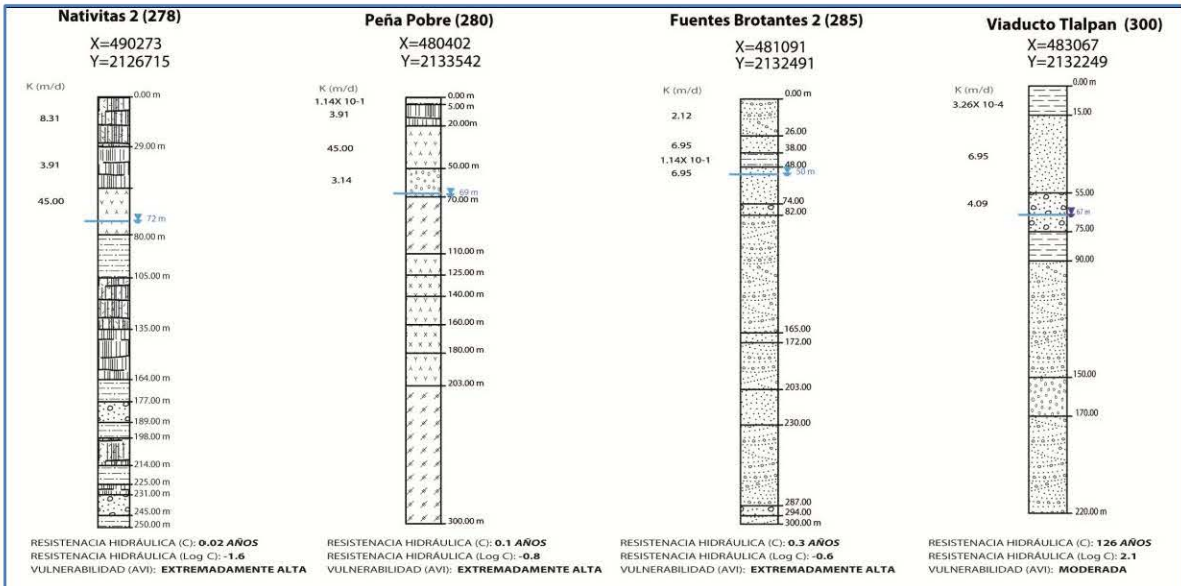 Nativitas 2 (278)
X=490273
Y=2126715
K (m/d)
8.31
3.91
45.00
0.00 m
29.00 m
72 m
80.00 m
105.00 m
135.00 m
164.00 m
177.00 m
189.00 m
198.00 m
214.00 m
225.00 m
231.00 m
245.00 m
250.00 m
RESISTENACIA HIDRÁULICA (C): 0.02 AÑOS
RESISTENACIA HIDRÁULICA (Log C): -1.6
VULNERABILIDAD (AVI): EXTREMADAMENTE ALTA
Peña Pobre (280)
X=480402
Y=2133542
K (m/d)
1.14X 10-1
3.91
45.00
3.14
0.00 m
5.00 m
20.00m
50.00 m
69 m
70.00 m
110.00 m
125.00 m
140.00 m
160.00 m
180.00 m
203.00 m
300.00 m
RESISTENACIA HIDRÁULICA (C): 0.1 AÑOS
RESISTENACIA HIDRÁULICA (Log C): -0.8
VULNERABILIDAD (AVI): EXTREMADAMENTE ALTA
Fuentes Brotantes 2 (285)
X=481091
Y=2132491
K (m/d)
2.12
6.95
1.14X 10-1
6.95
0.00 m
26.00
38.00
48.00
50 m
74.00
82.00
165.00
172.00
203.00
230.00
287.00
294.00
300.00 m
RESISTENACIA HIDRÁULICA (C): 0.3 AÑOS
RESISTENACIA HIDRÁULICA (Log C): -0.6
VULNERABILIDAD (AVI): EXTREMADAMENTE ALTA
Viaducto Tlalpan (300)
X=483067
Y=2132249
K (m/d)
3.26X 10-4
6.95
4.09
0.00 m
15.00
55.00
67 m
75.00
90.00
150.00
170.00
220.00 m
RESISTENACIA HIDRÁULICA (C): 126 AÑOS
RESISTENACIA HIDRÁULICA (Log C): 2.1
VULNERABILIDAD (AVI): MODERADA